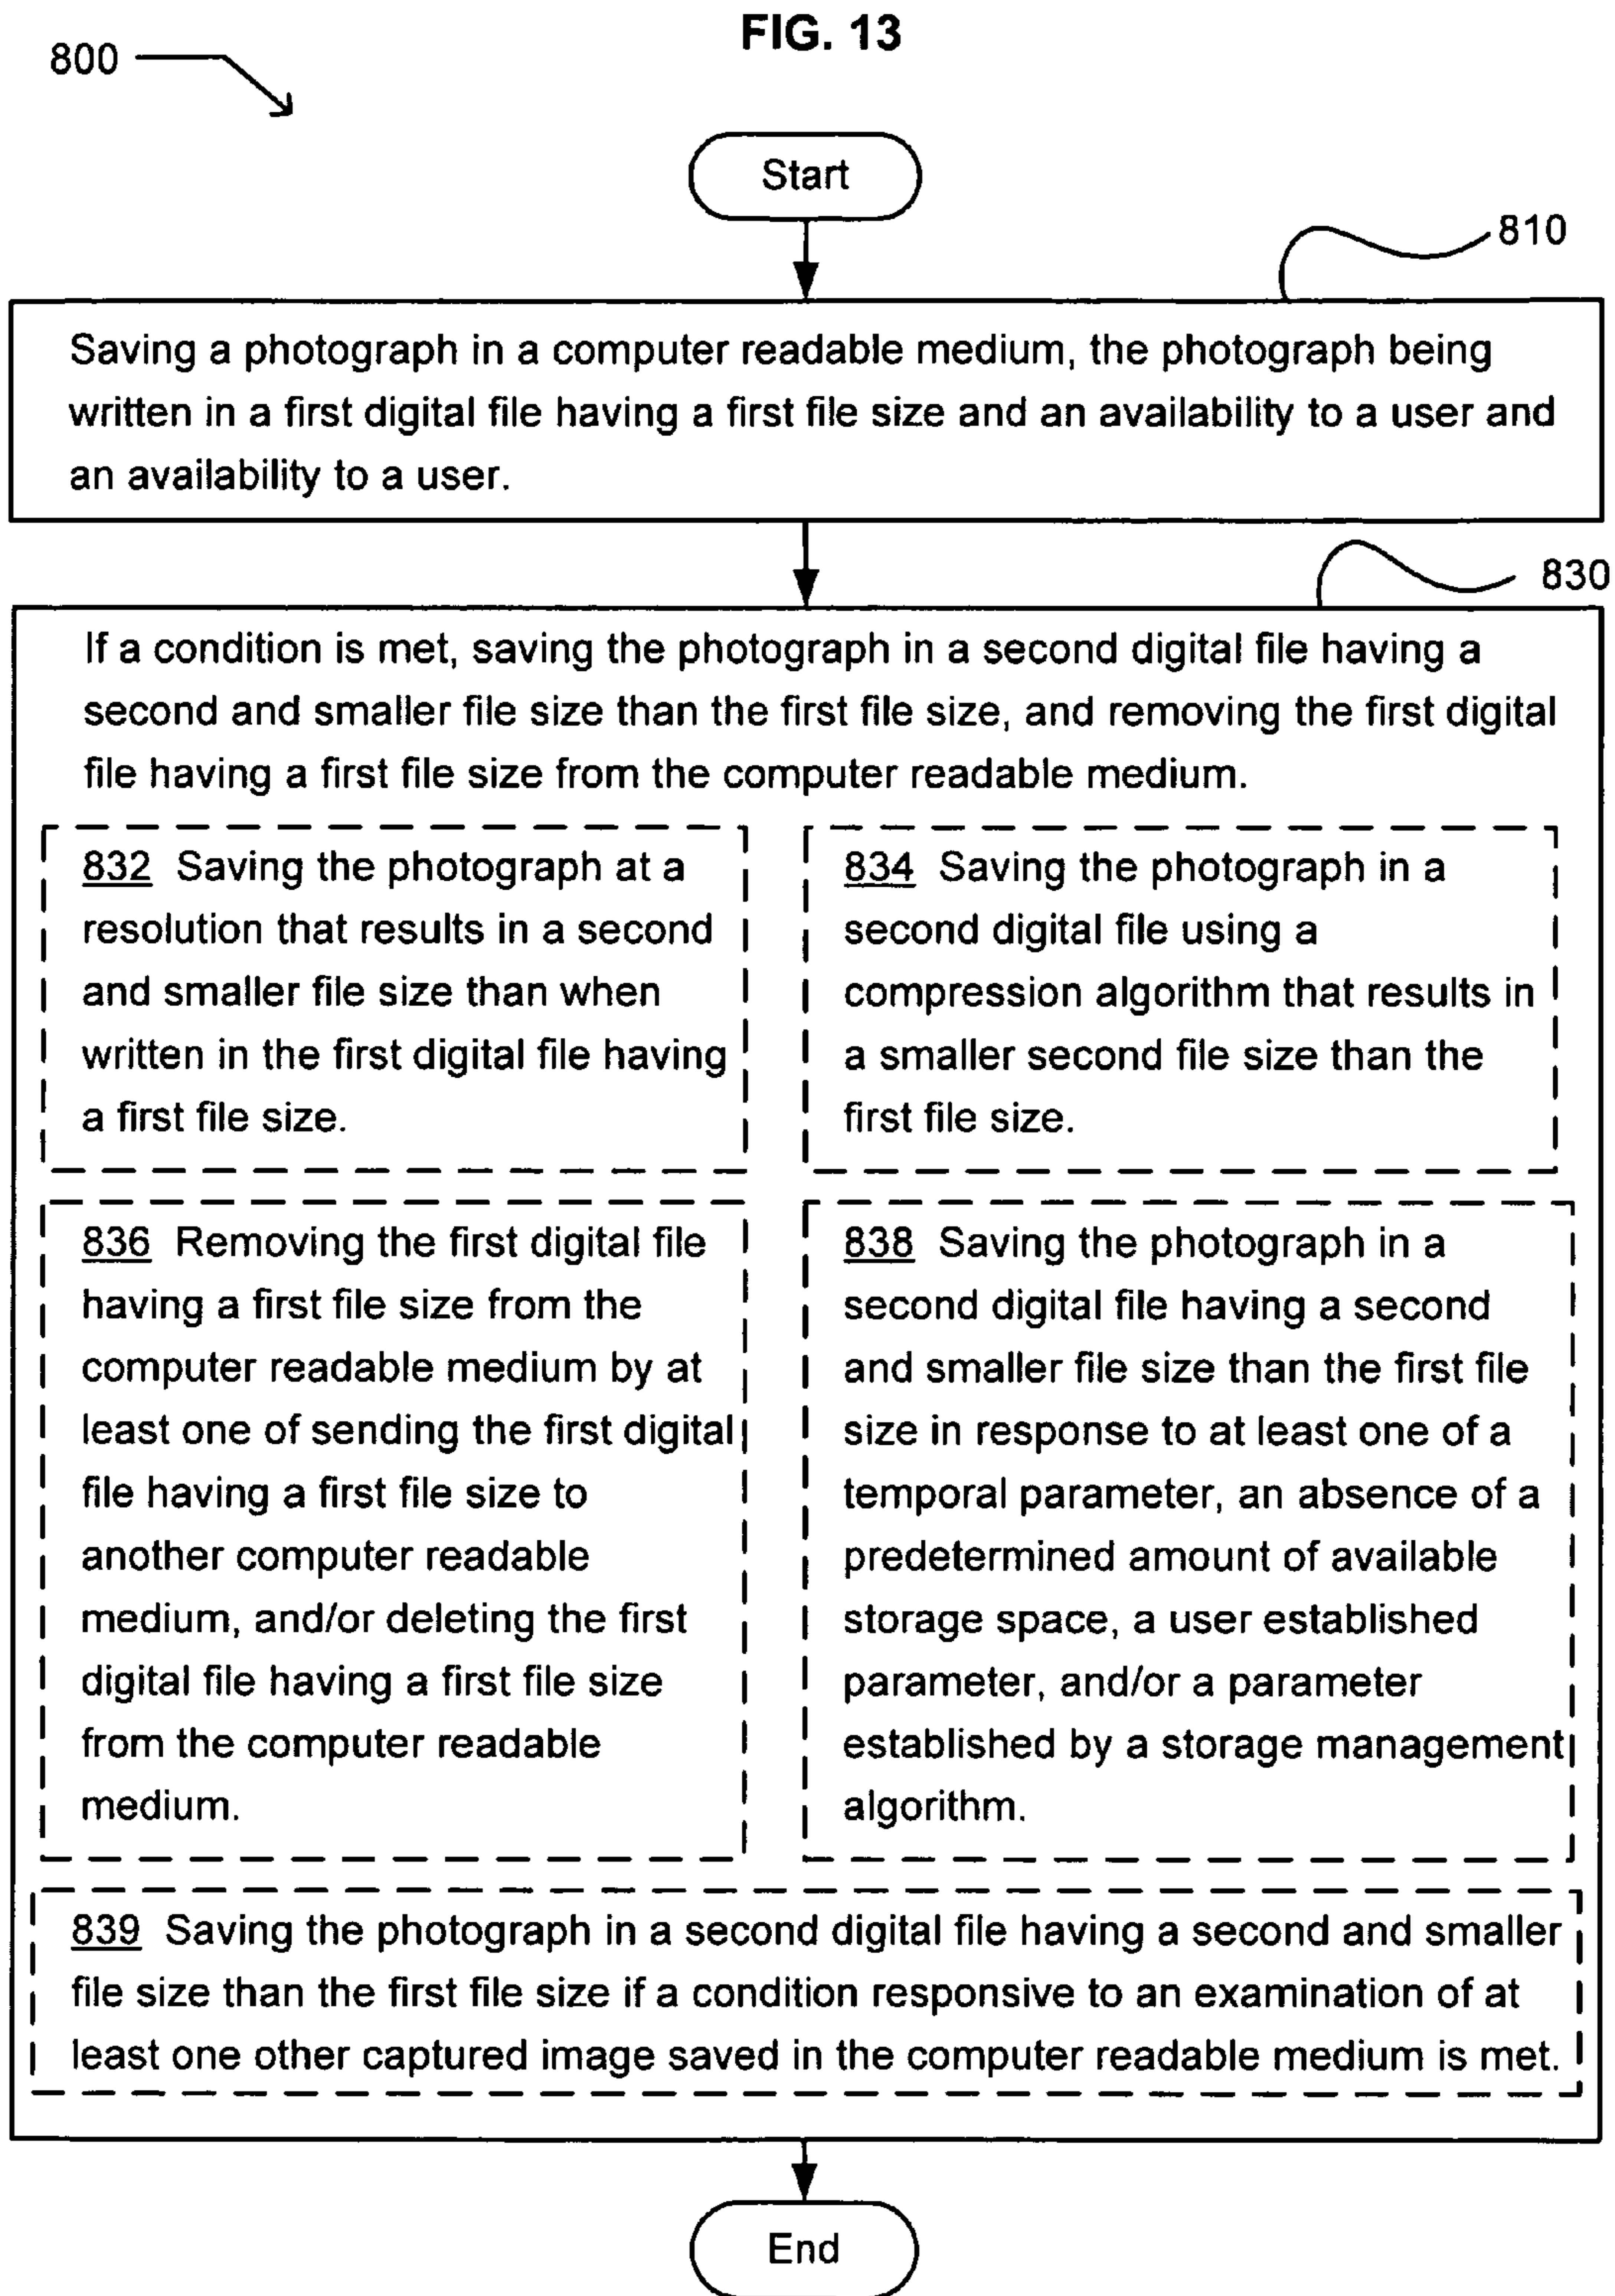 FIG. 13
800
Start
810
Saving a photograph in a computer readable medium, the photograph being
written in a first digital file having a first file size and an availability to a user and
an availability to a user.
830
If a condition is met, saving the photograph in a second digital file having a
second and smaller file size than the first file size, and removing the first digital
file having a first file size from the computer readable medium.
832 Saving the photograph at a
resolution that results in a second
and smaller file size than when
written in the first digital file having
a first file size.
834 Saving the photograph in a
second digital file using a
compression algorithm that results in
a smaller second file size than the
first file size.
836 Removing the first digital file
having a first file size from the
computer readable medium by at
least one of sending the first digital
file having a first file size to
another computer readable
medium, and/or deleting the first
digital file having a first file size
from the computer readable
medium.
838 Saving the photograph in a
second digital file having a second
and smaller file size than the first file
size in response to at least one of a
temporal parameter, an absence of a
predetermined amount of available
storage space, a user established
parameter, and/or a parameter
established by a storage management
algorithm.
839 Saving the photograph in a second digital file having a second and smaller
file size than the first file size if a condition responsive to an examination of at
least one other captured image saved in the computer readable medium is met.
End